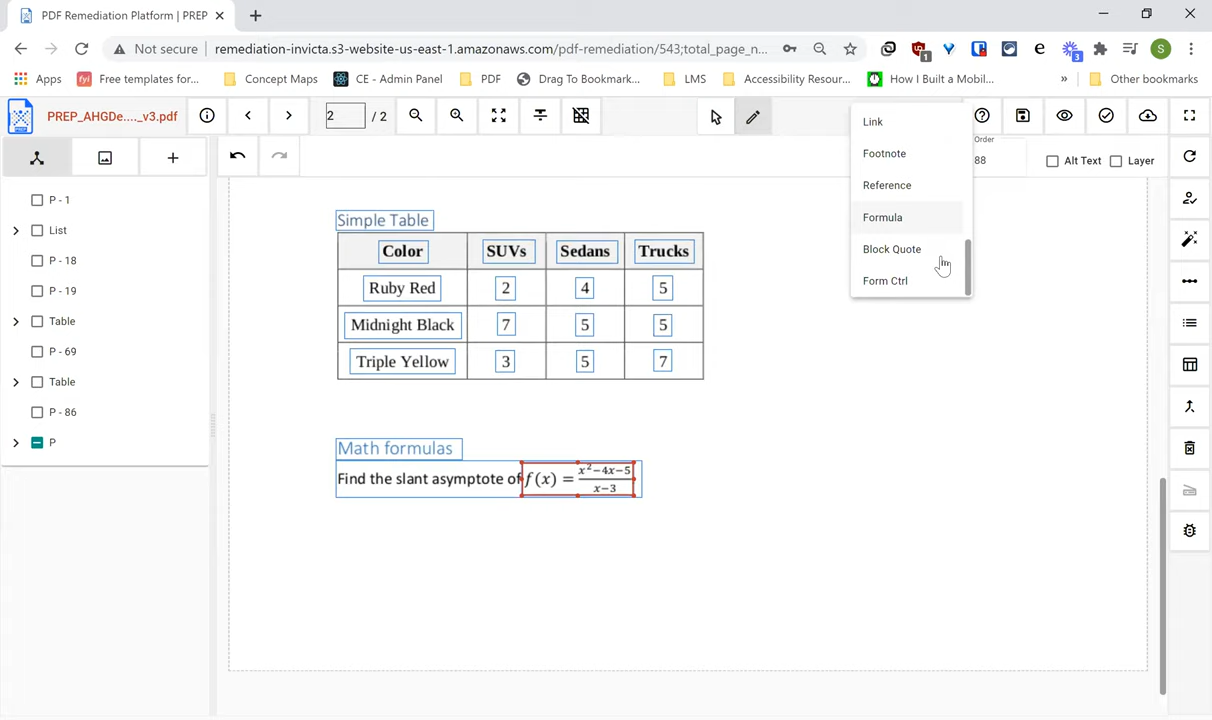 PDF Remediation Platform | PREP
Not secure
remediation-invicta.s3-website-us-east-1.amazonaws.com/pdf-remediation/543;total_page_n...
1
3
S
Apps
fyi
Free templates for...
Concept Maps
CE - Admin Panel
PDF
Drag To Bookmark...
LMS
Accessibility Resour...
How I Built a Mobil...
»
Other bookmarks
PREP_AHGDe...._v3.pdf
2
/ 2
Order
88
Alt Text
Layer
Link
Footnote
Reference
Formula
Block Quote
Form Ctrl
P - 1
List
P - 18
P - 19
Table
P - 69
Table
P - 86
P
Simple Table
Color SUVs Sedans Trucks
Ruby Red 2 4 5
Midnight Black 7 5 5
Triple Yellow 3 5 7
Math formulas
Find the slant asymptote of f(x) = x²−4x−5 / x−3